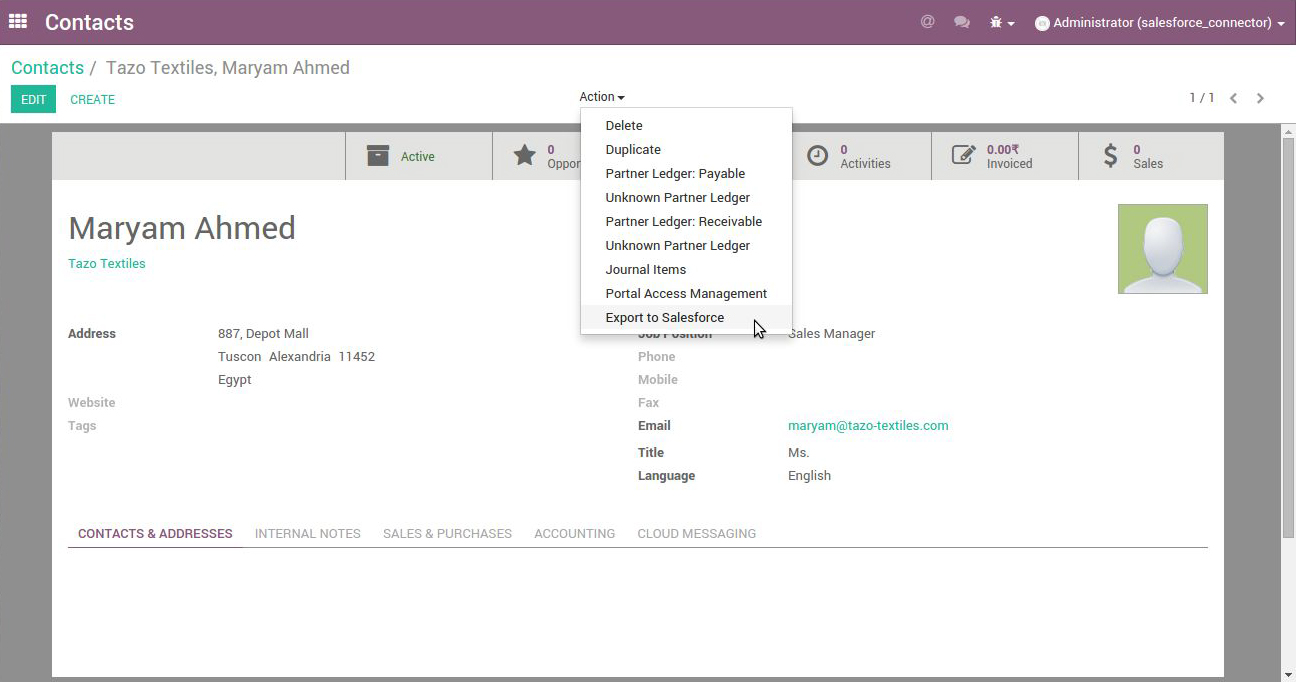 Contacts
@
Administrator (salesforce_connector)
Contacts / Tazo Textiles, Maryam Ahmed
EDIT
CREATE
Action
1 / 1
Delete
Duplicate
Partner Ledger: Payable
Unknown Partner Ledger
Partner Ledger: Receivable
Unknown Partner Ledger
Journal Items
Portal Access Management
Export to Salesforce
Active
0
Oppor
0
Activities
0.00₹
Invoiced
$
0
Sales
Maryam Ahmed
Tazo Textiles
Address
887, Depot Mall
Tuscon Alexandria 11452
Egypt
Website
Tags
Job Position
Sales Manager
Phone
Mobile
Fax
Email
maryam@tazo-textiles.com
Title
Ms.
Language
English
CONTACTS & ADDRESSES
INTERNAL NOTES
SALES & PURCHASES
ACCOUNTING
CLOUD MESSAGING